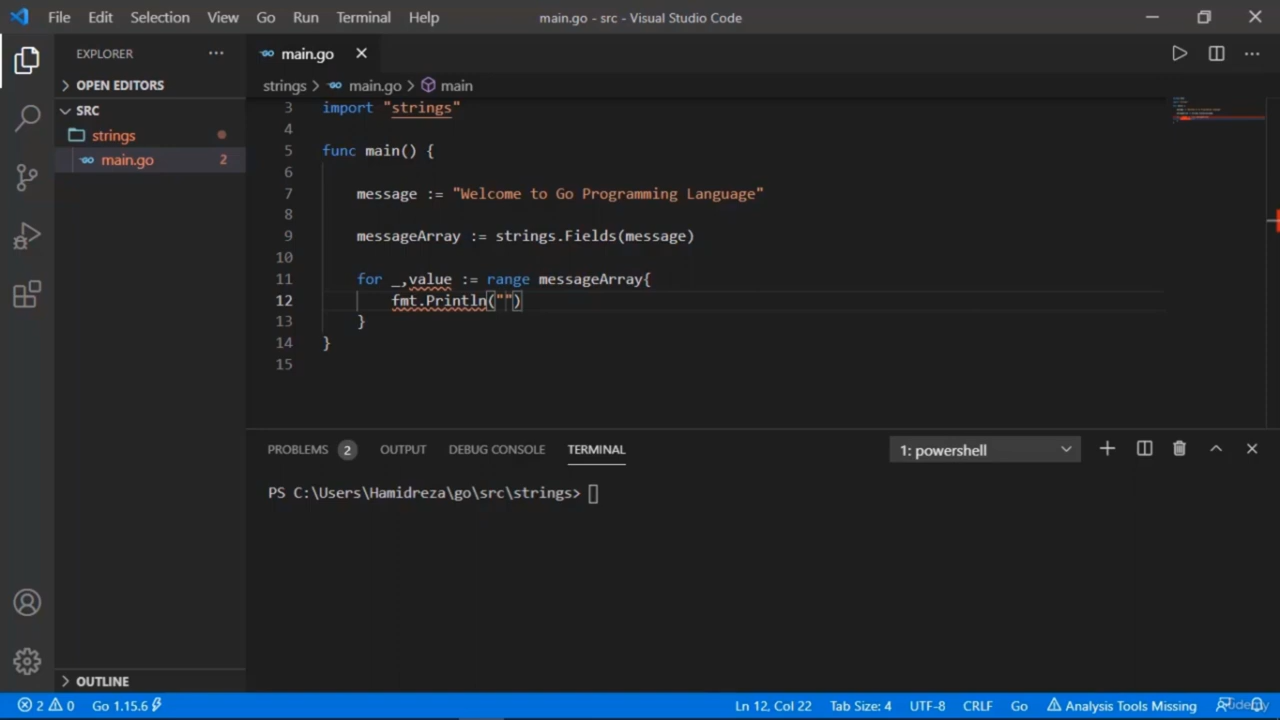 File Edit Selection View Go Run Terminal Help main.go - src - Visual Studio Code
EXPLORER
main.go
OPEN EDITORS
strings main.go main
SRC
strings
main.go 2
3 import "strings"
4
5 func main() {
6
7 message := "Welcome to Go Programming Language"
8
9 messageArray := strings.Fields(message)
10
11 for _,value := range messageArray{
12 fmt.Println("")
13 }
14 }
15
PROBLEMS 2 OUTPUT DEBUG CONSOLE TERMINAL 1: powershell
PS C:\Users\Hamidreza\go\src\strings>
OUTLINE
2 0 Go 1.15.6 Ln 12, Col 22 Tab Size: 4 UTF-8 CRLF Go Analysis Tools Missing